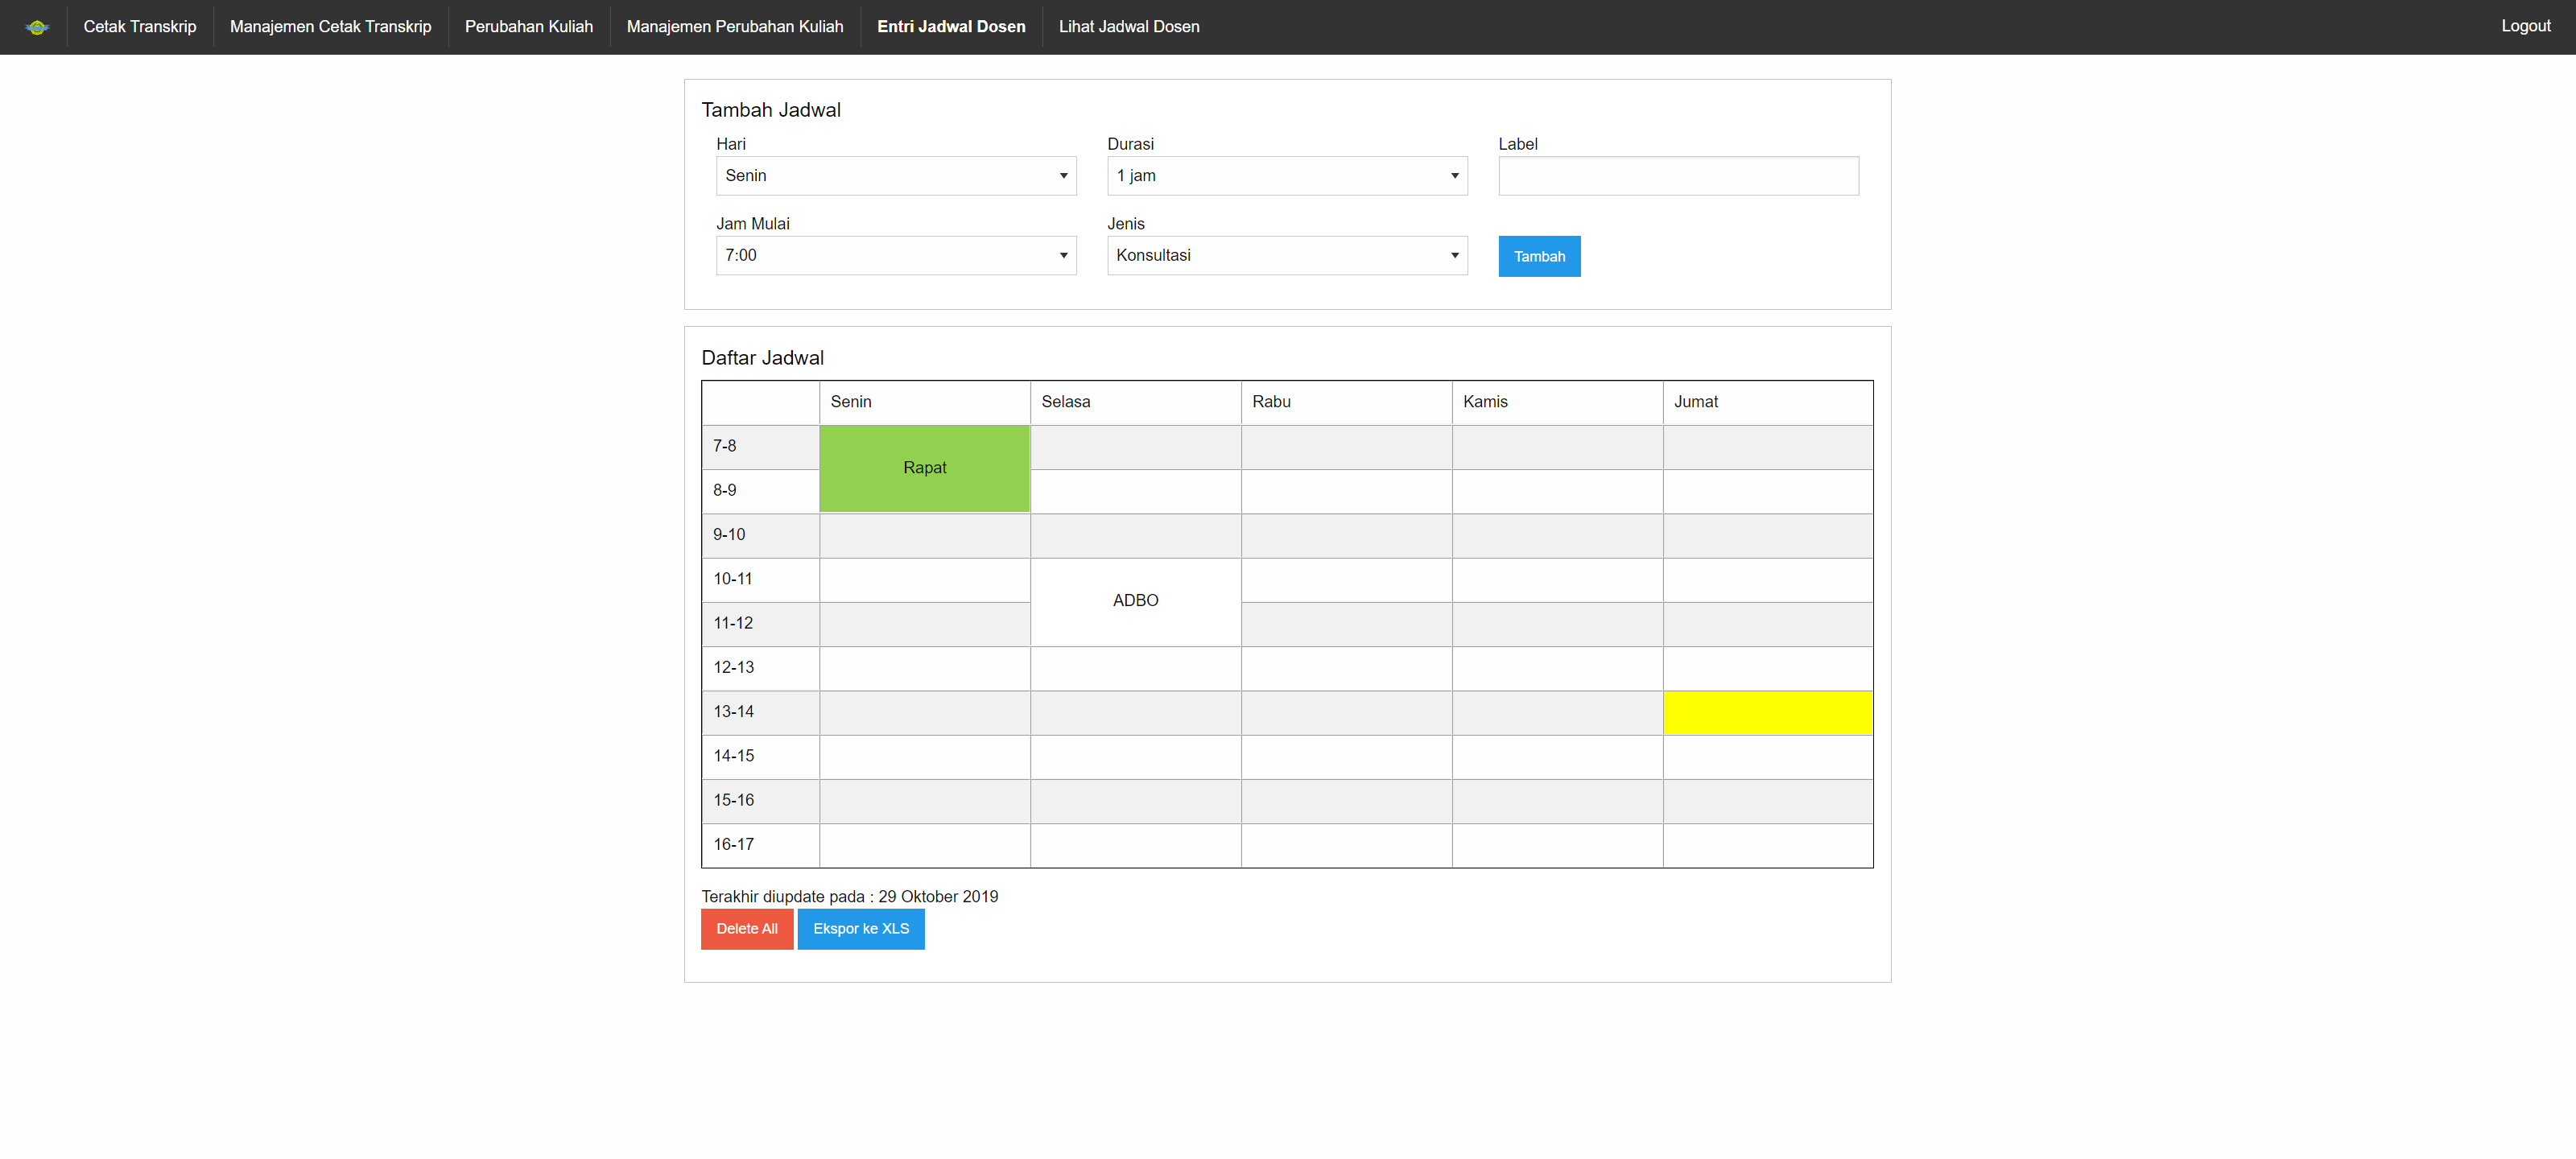 Cetak Transkrip Manajemen Cetak Transkrip Perubahan Kuliah Manajemen Perubahan Kuliah Entri Jadwal Dosen Lihat Jadwal Dosen Logout
Tambah Jadwal
Hari Durasi Label
Senin 1 jam
Jam Mulai Jenis
7:00 Konsultasi Tambah
Daftar Jadwal
Senin Selasa Rabu Kamis Jumat
7-8
Rapat
8-9
9-10
10-11
ADBO
11-12
12-13
13-14
14-15
15-16
16-17
Terakhir diupdate pada : 29 Oktober 2019
Delete All Ekspor ke XLS